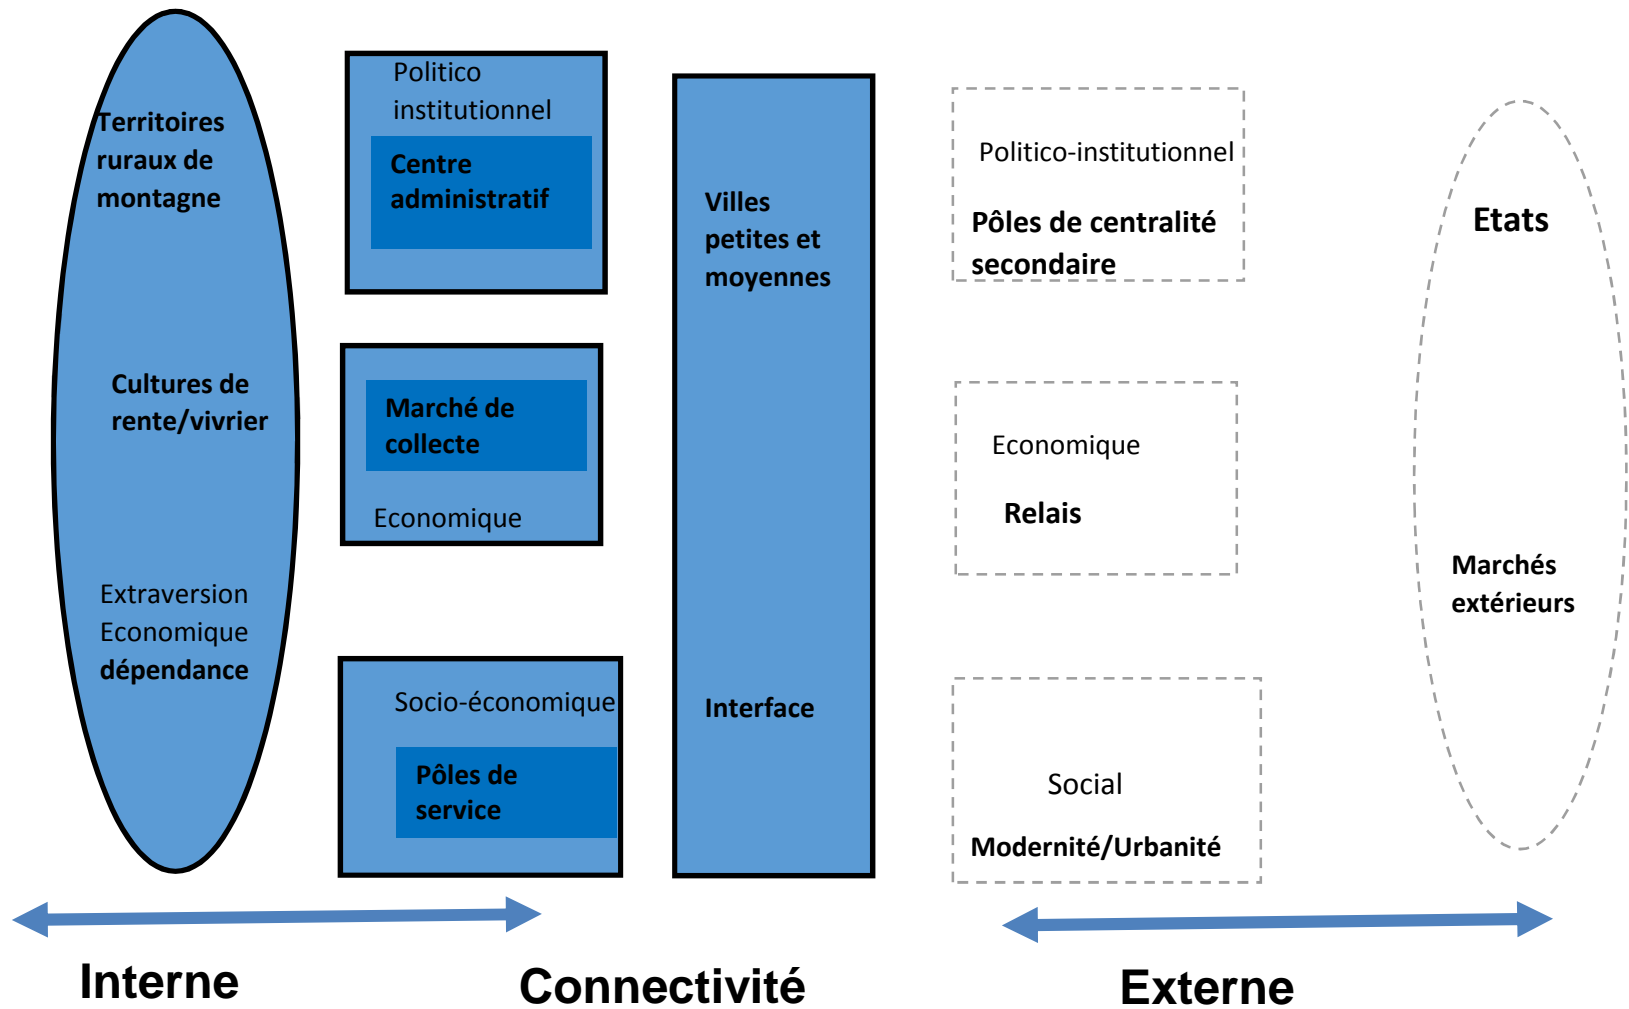 Territoires
ruraux de
montagne
Cultures de
rente/vivrier
Extraversion
Economique
dépendance
Politico
institutionnel
Centre
administratif
Marché de
collecte
Economique
Socio-économique
Pôles de
service
Villes
petites et
moyennes
Interface
Politico-institutionnel
Pôles de centralité
secondaire
Economique
Relais
Social
Modernité/Urbanité
Etats
Marchés
extérieurs
Interne
Connectivité
Externe